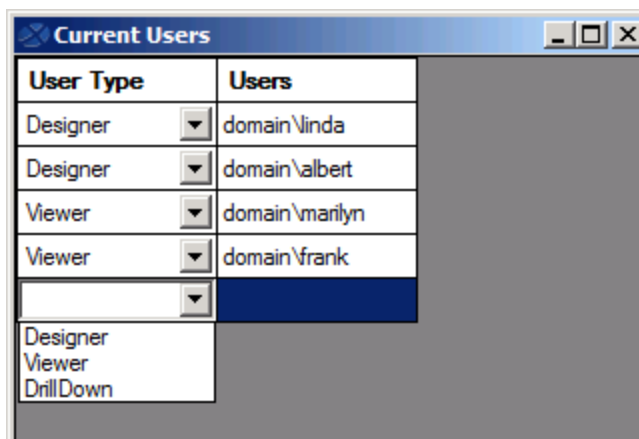 Current Users
User Type Users
Designer domain\linda
Designer domain\albert
Viewer domain\marilyn
Viewer domain\frank
Designer
Viewer
DrillDown